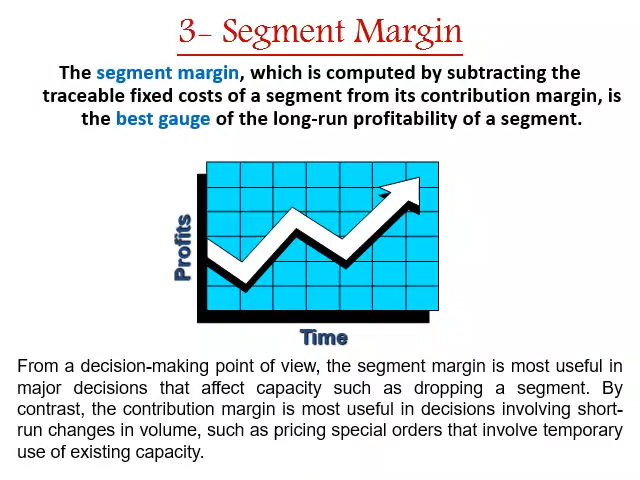 3- Segment Margin
The segment margin, which is computed by subtracting the
traceable fixed costs of a segment from its contribution margin, is
the best gauge of the long-run profitability of a segment.
Profits
Time
From a decision-making point of view, the segment margin is most useful in
major decisions that affect capacity such as dropping a segment. By
contrast, the contribution margin is most useful in decisions involving short-
run changes in volume, such as pricing special orders that involve temporary
use of existing capacity.